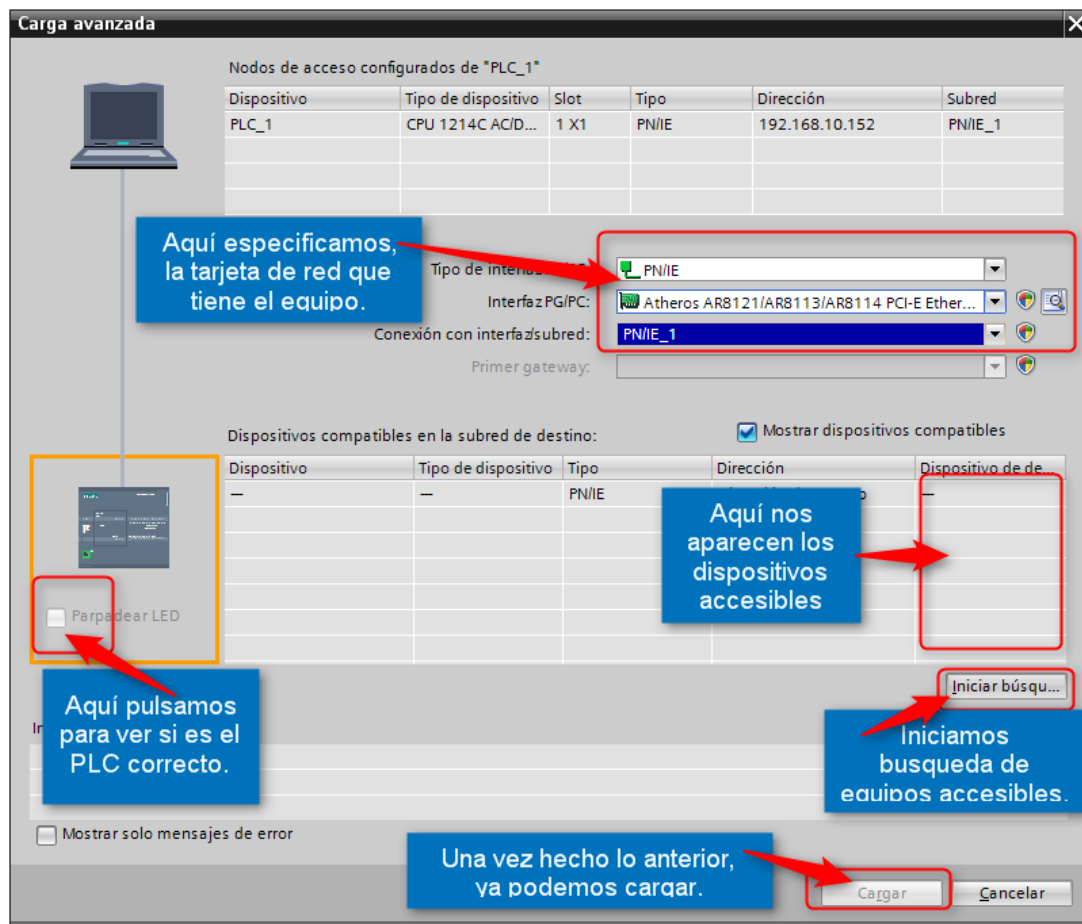 Carga avanzada
Nodos de acceso configurados de "PLC_1"
Dispositivo Tipo de dispositivo Slot Tipo Dirección Subred
PLC_1 CPU 1214C AC/D... 1 X1 PN/IE 192.168.10.152 PN/IE_1
Aquí especificamos,
la tarjeta de red que
tiene el equipo.
Tipo de PN/IE
Interfaz PG/PC: Atheros AR8121/AR8113/AR8114 PCI-E Ether...
Conexión con interfaz/subred: PN/IE_1
Primer gateway:
Dispositivos compatibles en la subred de destino:
Mostrar dispositivos compatibles
Dispositivo Tipo de dispositivo Tipo Dirección Dispositivo de de...
— — PN/IE —
Aquí nos
aparecen los
dispositivos
accesibles
Parpadear LED
Iniciar búsqu...
Aquí pulsamos
para ver si es el
PLC correcto.
Iniciamos
busqueda de
equipos accesibles.
Mostrar solo mensajes de error
Una vez hecho lo anterior,
ya podemos cargar.
Cargar Cancelar